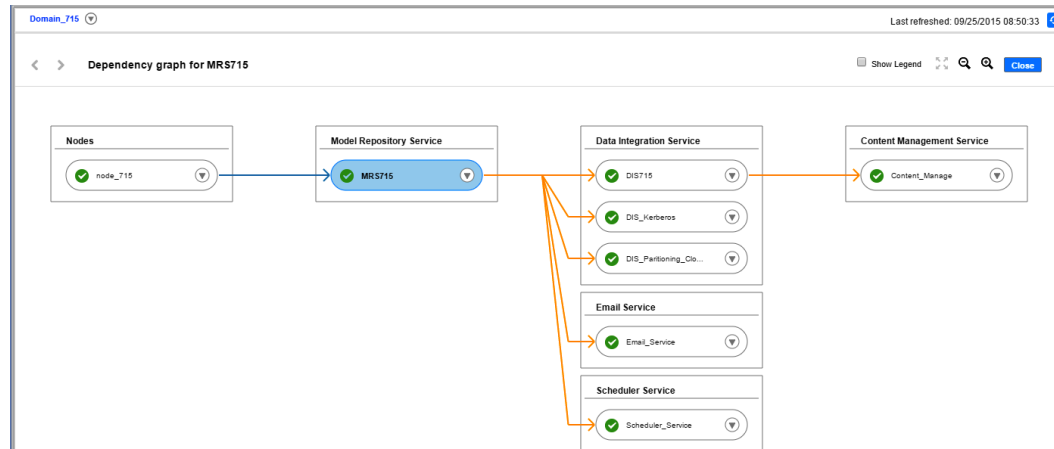 Domain_715
Last refreshed: 09/25/2015 08:50:33
Dependency graph for MRS715
Show Legend
Close
Nodes
node_715
Model Repository Service
MRS715
Data Integration Service
DIS715
DIS_Kerberos
DIS_Paritioning_Clo...
Content Management Service
Content_Manage
Email Service
Email_Service
Scheduler Service
Scheduler_Service